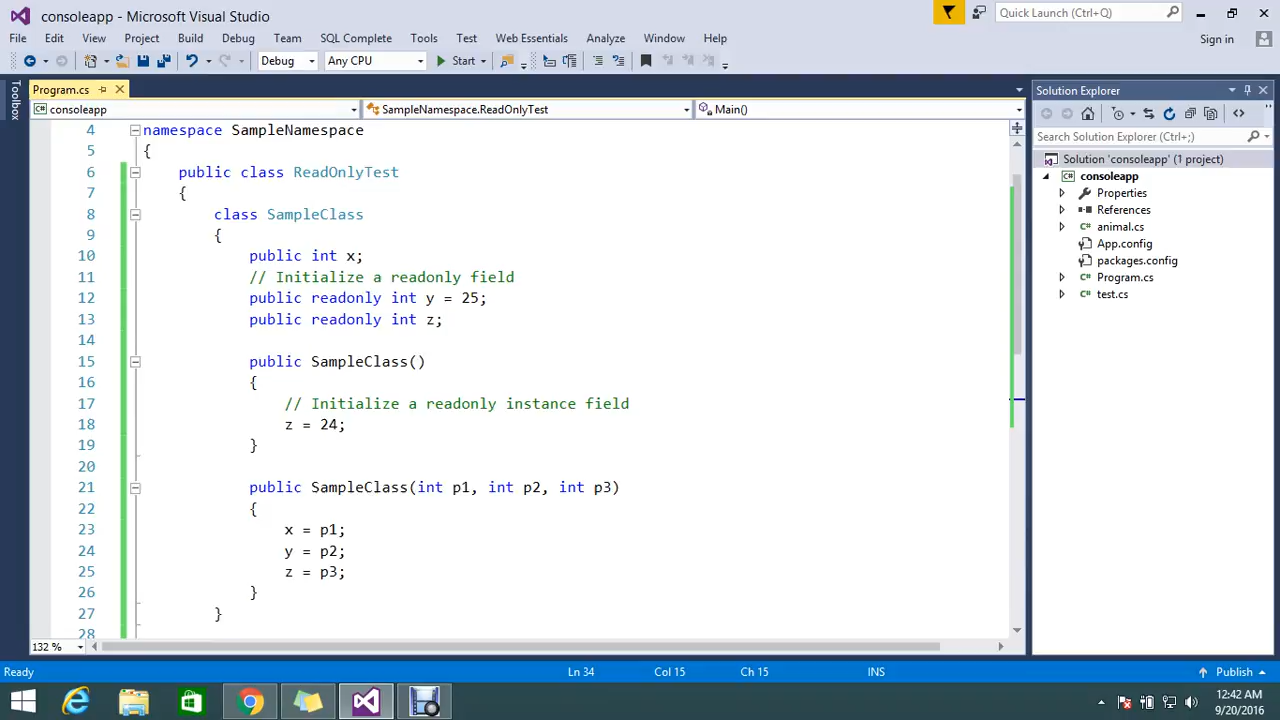 consoleapp - Microsoft Visual Studio
Quick Launch (Ctrl+Q)
File Edit View Project Build Debug Team SQL Complete Tools Test Web Essentials Analyze Window Help
Sign in
Debug Any CPU Start
Toolbox
Program.cs
consoleapp SampleNamespace.ReadOnlyTest Main()
4 namespace SampleNamespace
5 {
6 public class ReadOnlyTest
7 {
8 class SampleClass
9 {
10 public int x;
11 // Initialize a readonly field
12 public readonly int y = 25;
13 public readonly int z;
14
15 public SampleClass()
16 {
17 // Initialize a readonly instance field
18 z = 24;
19 }
20
21 public SampleClass(int p1, int p2, int p3)
22 {
23 x = p1;
24 y = p2;
25 z = p3;
26 }
27 }
28
132 %
Solution Explorer
Search Solution Explorer (Ctrl+;)
Solution 'consoleapp' (1 project)
consoleapp
Properties
References
animal.cs
App.config
packages.config
Program.cs
test.cs
Ready Ln 34 Col 15 Ch 15 INS Publish
12:42 AM
9/20/2016